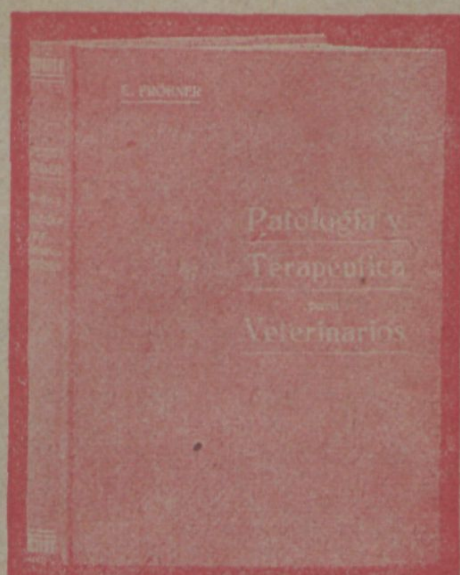 E. FRÖHNER
Patología y
Terapéutica
para
Veterinarios